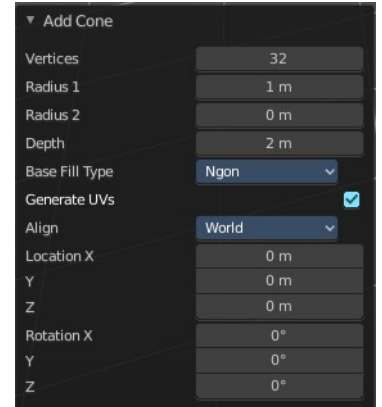 Add Cone
Vertices 32
Radius 1 1 m
Radius 2 0 m
Depth 2 m
Base Fill Type Ngon
Generate UVs
Align World
Location X 0 m
Y 0 m
Z 0 m
Rotation X 0°
Y 0°
Z 0°